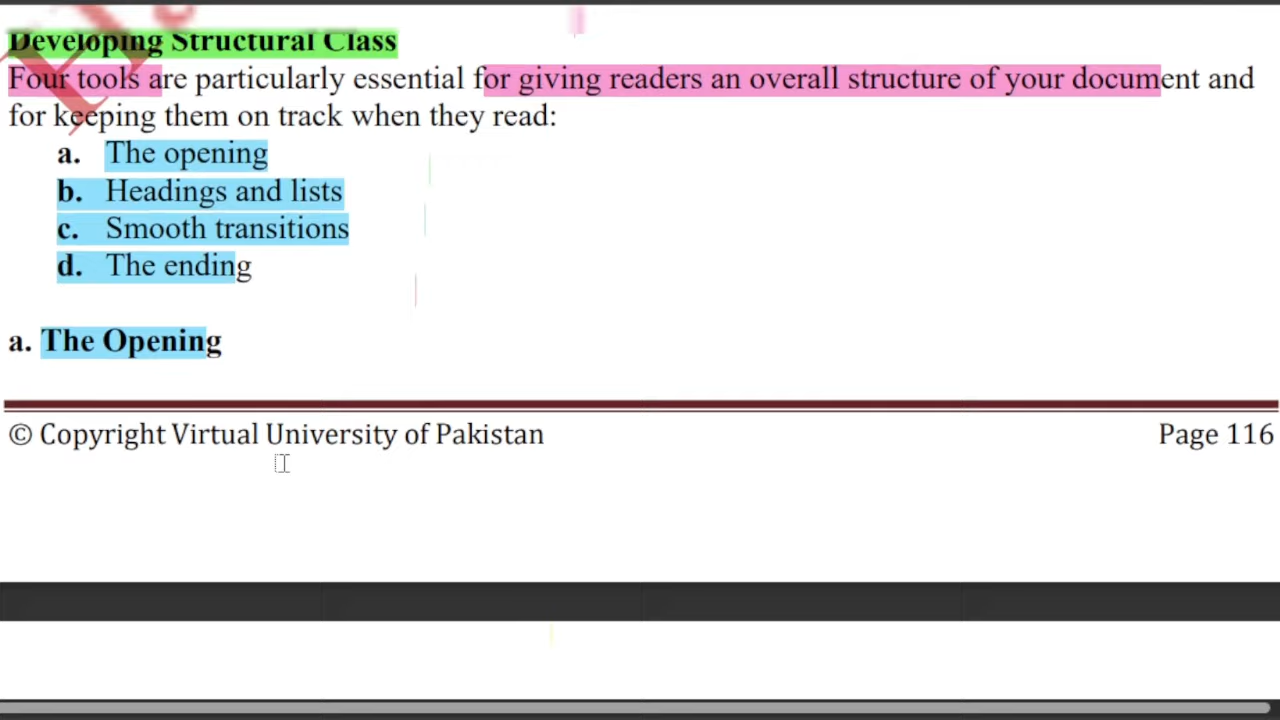 Developing Structural Class
Four tools are particularly essential for giving readers an overall structure of your document and
for keeping them on track when they read:
a. The opening
b. Headings and lists
c. Smooth transitions
d. The ending
a. The Opening
© Copyright Virtual University of Pakistan Page 116